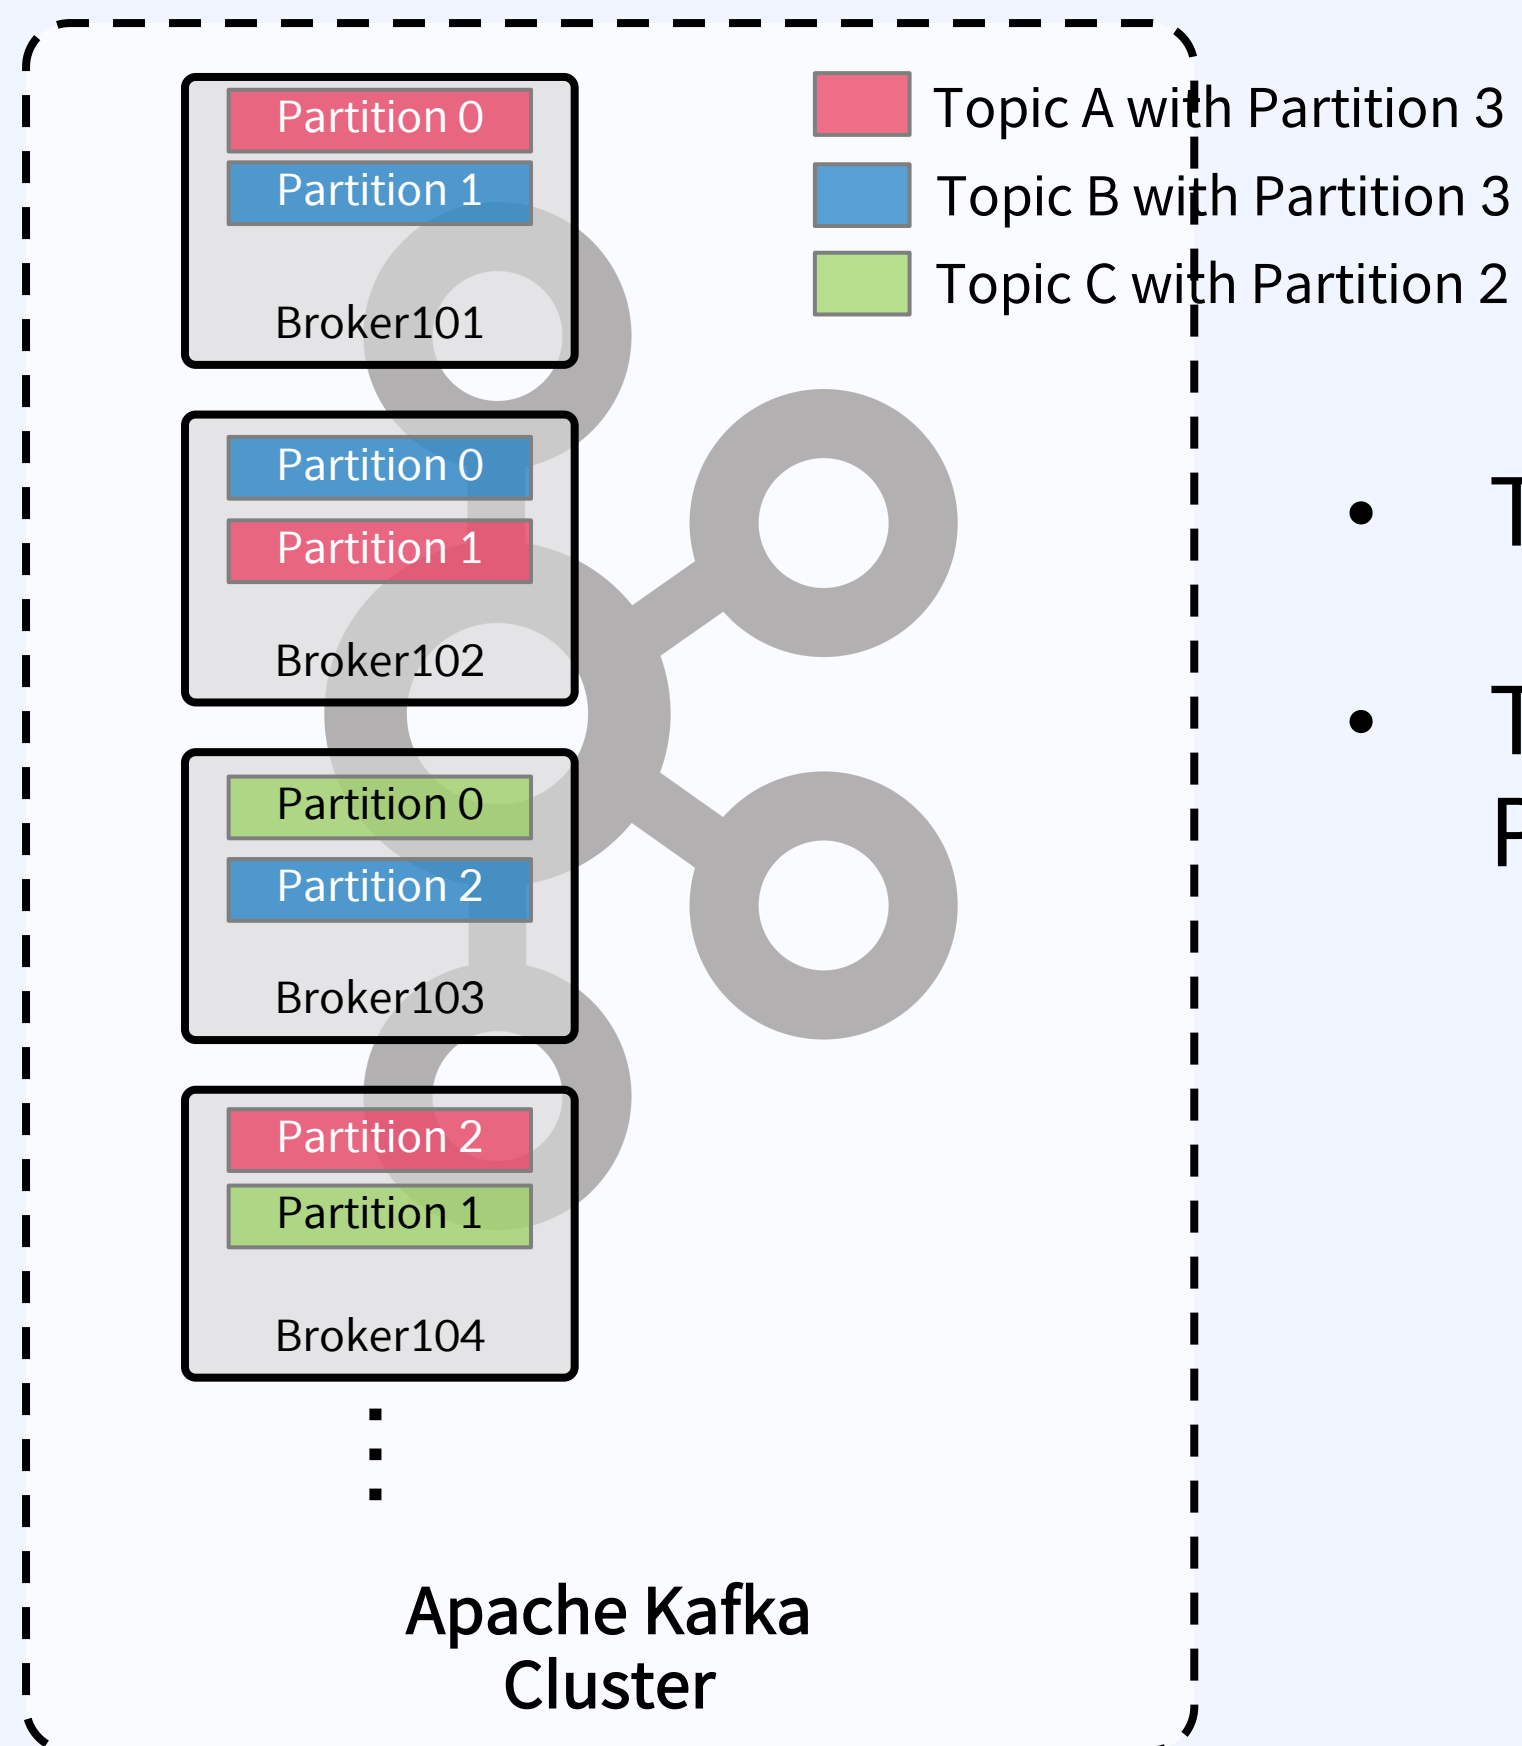 Partition 0
Partition 1
Broker101
Partition 0
Partition 1
Broker102
Partition 0
Partition 2
Broker103
Partition 2
Partition 1
Broker104
Topic A with Partition 3
Topic B with Partition 3
Topic C with Partition 2
Apache Kafka
Cluster